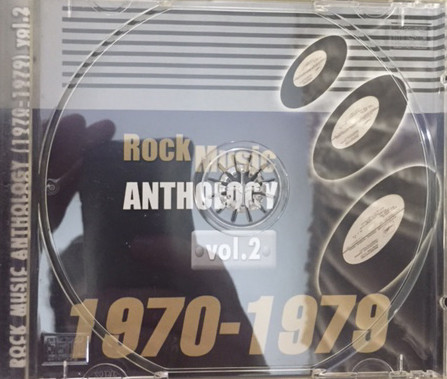 ROCK MUSIC ANTHOLOGY (1970-1979) vol.2
Rock Music
ANTHOLOGY
vol.2
1970-1979